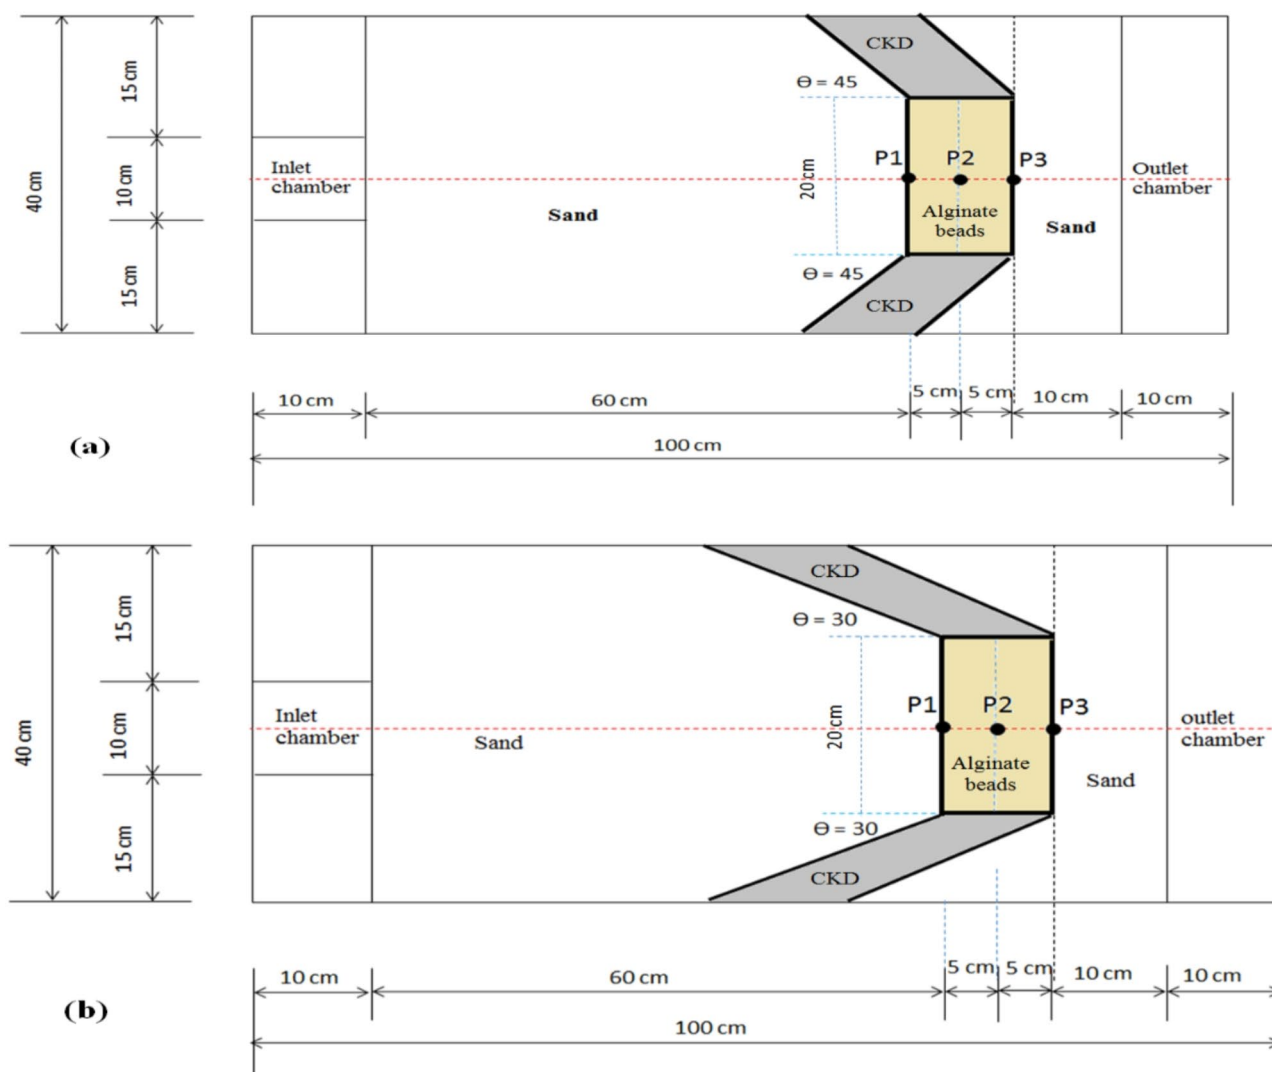 CKD
15 cm
Ɵ = 45
40 cm
10 cm
Inlet
chamber
Sand
20 cm
P1
P2
P3
Alginate
beads
Sand
Outlet
chamber
15 cm
Ɵ = 45
CKD
10 cm
60 cm
5 cm
5 cm
10 cm
10 cm
(a)
100 cm
CKD
15 cm
Ɵ = 30
40 cm
10 cm
Inlet
chamber
Sand
20cm
P1
P2
P3
Alginate
beads
Sand
outlet
chamber
15 cm
Ɵ = 30
CKD
10 cm
60 cm
5 cm
5 cm
10 cm
10 cm
(b)
100 cm